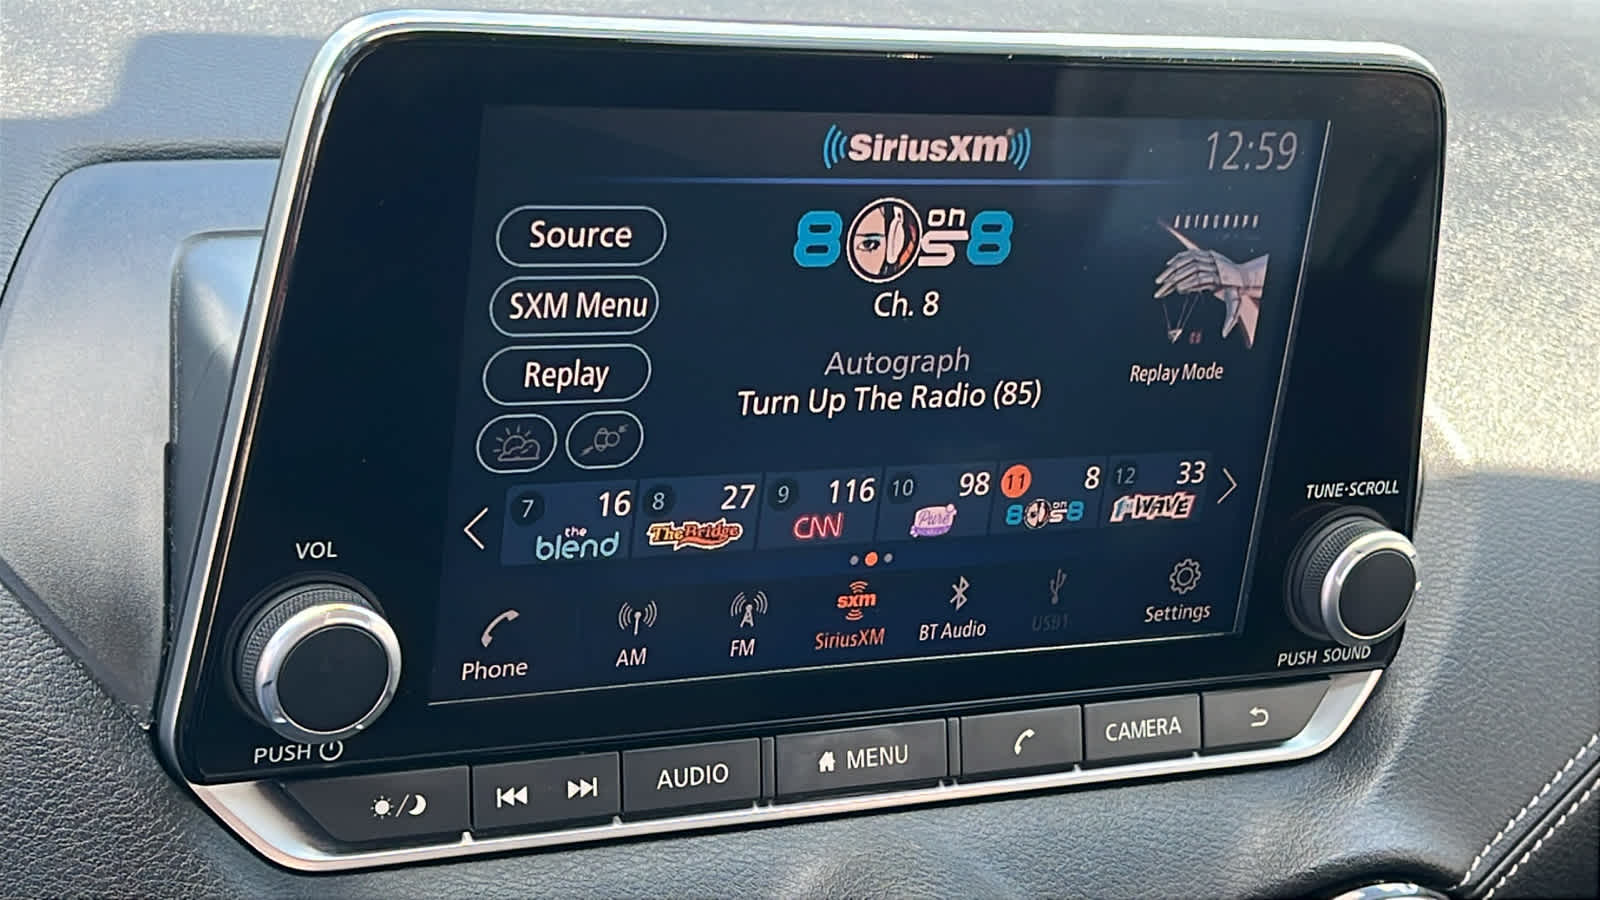 SiriusXM
12:59
Source
SXM Menu
Replay
8 80s on 8
Ch. 8
Autograph
Turn Up The Radio (85)
AUTOGRAPH
Replay Mode
7 16 the blend
8 27 The Bridge
9 116 CNN
10 98 Pure
11 8 80s on 8
12 33 1st WAVE
Phone
AM
FM
sxm
SiriusXM
BT Audio
USB1
Settings
VOL
PUSH
TUNE·SCROLL
PUSH SOUND
AUDIO
MENU
CAMERA